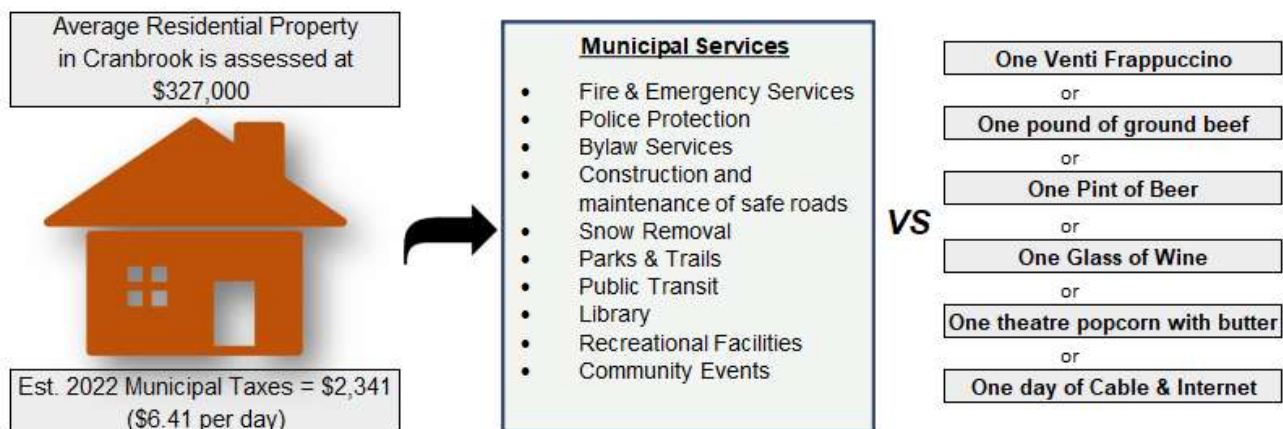 Average Residential Property
in Cranbrook is assessed at
$327,000
Est. 2022 Municipal Taxes = $2,341
($6.41 per day)
Municipal Services
• Fire & Emergency Services
• Police Protection
• Bylaw Services
• Construction and
maintenance of safe roads
• Snow Removal
• Parks & Trails
• Public Transit
• Library
• Recreational Facilities
• Community Events
VS
One Venti Frappuccino
or
One pound of ground beef
or
One Pint of Beer
or
One Glass of Wine
or
One theatre popcorn with butter
or
One day of Cable & Internet